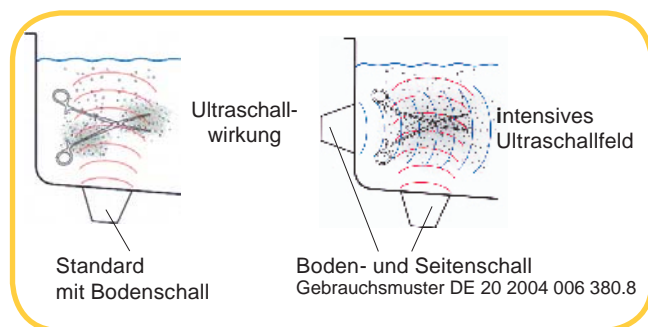 Ultraschall-
wirkung
intensives
Ultraschallfeld
Standard
mit Bodenschall
Boden- und Seitenschall
Gebrauchsmuster DE 20 2004 006 380.8